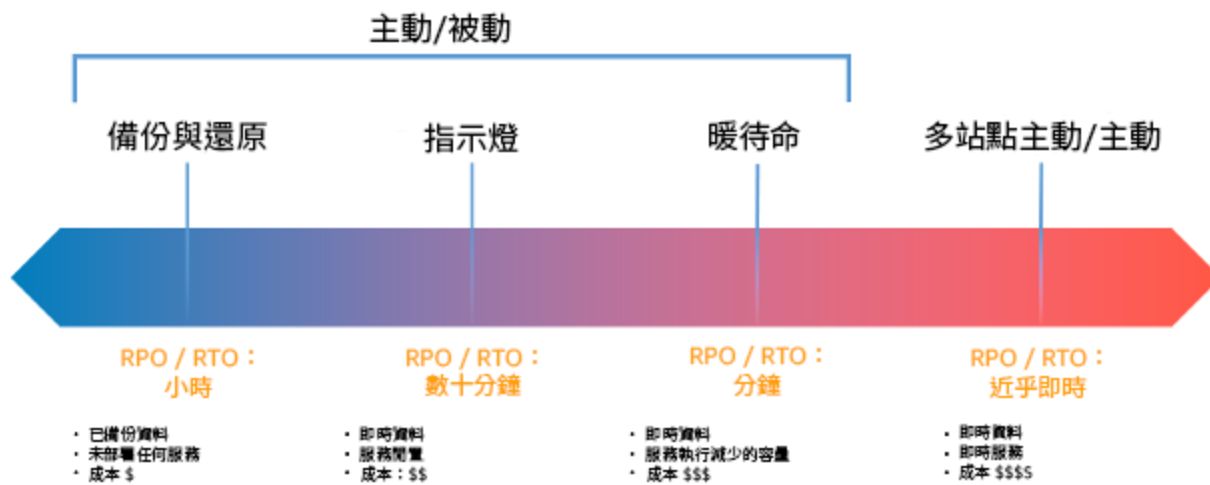 主動/被動
備份與還原
指示燈
暖待命
多站點主動/主動
RPO / RTO：
小時
RPO / RTO：
數十分鐘
RPO / RTO：
分鐘
RPO / RTO：
近乎即時
· 已備份資料
· 未部署任何服務
· 成本 $
· 即時資料
· 服務閒置
· 成本：$$
· 即時資料
· 服務執行減少的容量
· 成本 $$$
· 即時資料
· 即時服務
· 成本 $$$$